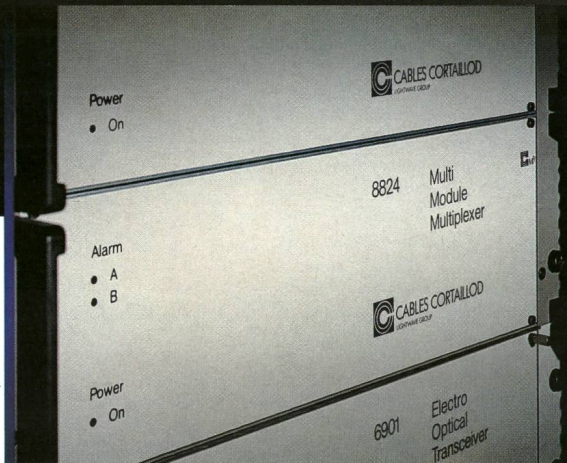 CABLES CORTAILLOD
LIGHTWAVE GROUP
Power
On
8824 Multi
Module
Multiplexer
Alarm
A
B
CABLES CORTAILLOD
LIGHTWAVE GROUP
Power
On
6901 Electro
Optical
Transceiver